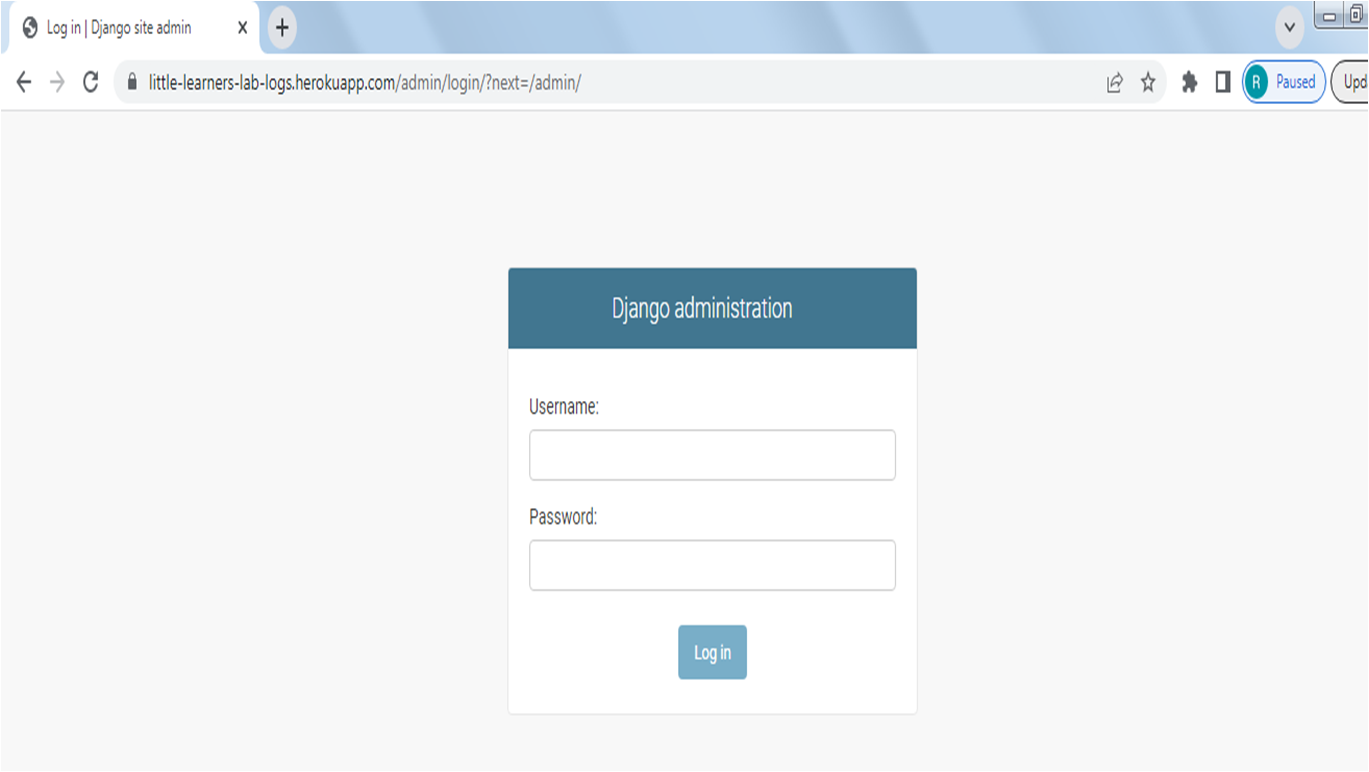 Log in | Django site admin
little-learners-lab-logs.herokuapp.com/admin/login/?next=/admin/
R Paused
Upd
Django administration
Username:
Password:
Log in